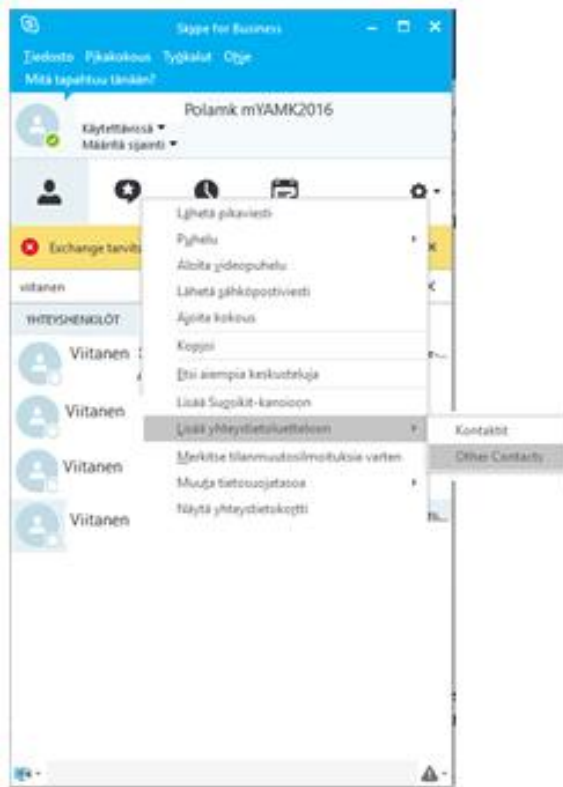 Skype for Business
Tiedosto Pikakokous Työkalut Ohje
Mitä tapahtuu tänään?
Polamk mYAMK2016
Käytettävissä
Määritä sijainti
Exchange tarvits
viitanen
YHTEYSHENKILÖT
Viitanen
Viitanen
Viitanen
Viitanen
Lähetä pikaviesti
Puhelu
Aloita videopuhelu
Lähetä sähköpostiviesti
Ajoita kokous
Kopioi
Etsi aiempia keskusteluja
Lisää Suosikit-kansioon
Lisää yhteystietoluetteloon
Merkitse tilanmuutosilmoituksia varten
Muuta tietosuojatasoa
Näytä yhteystietokortti
Kontaktit
Other Contacts